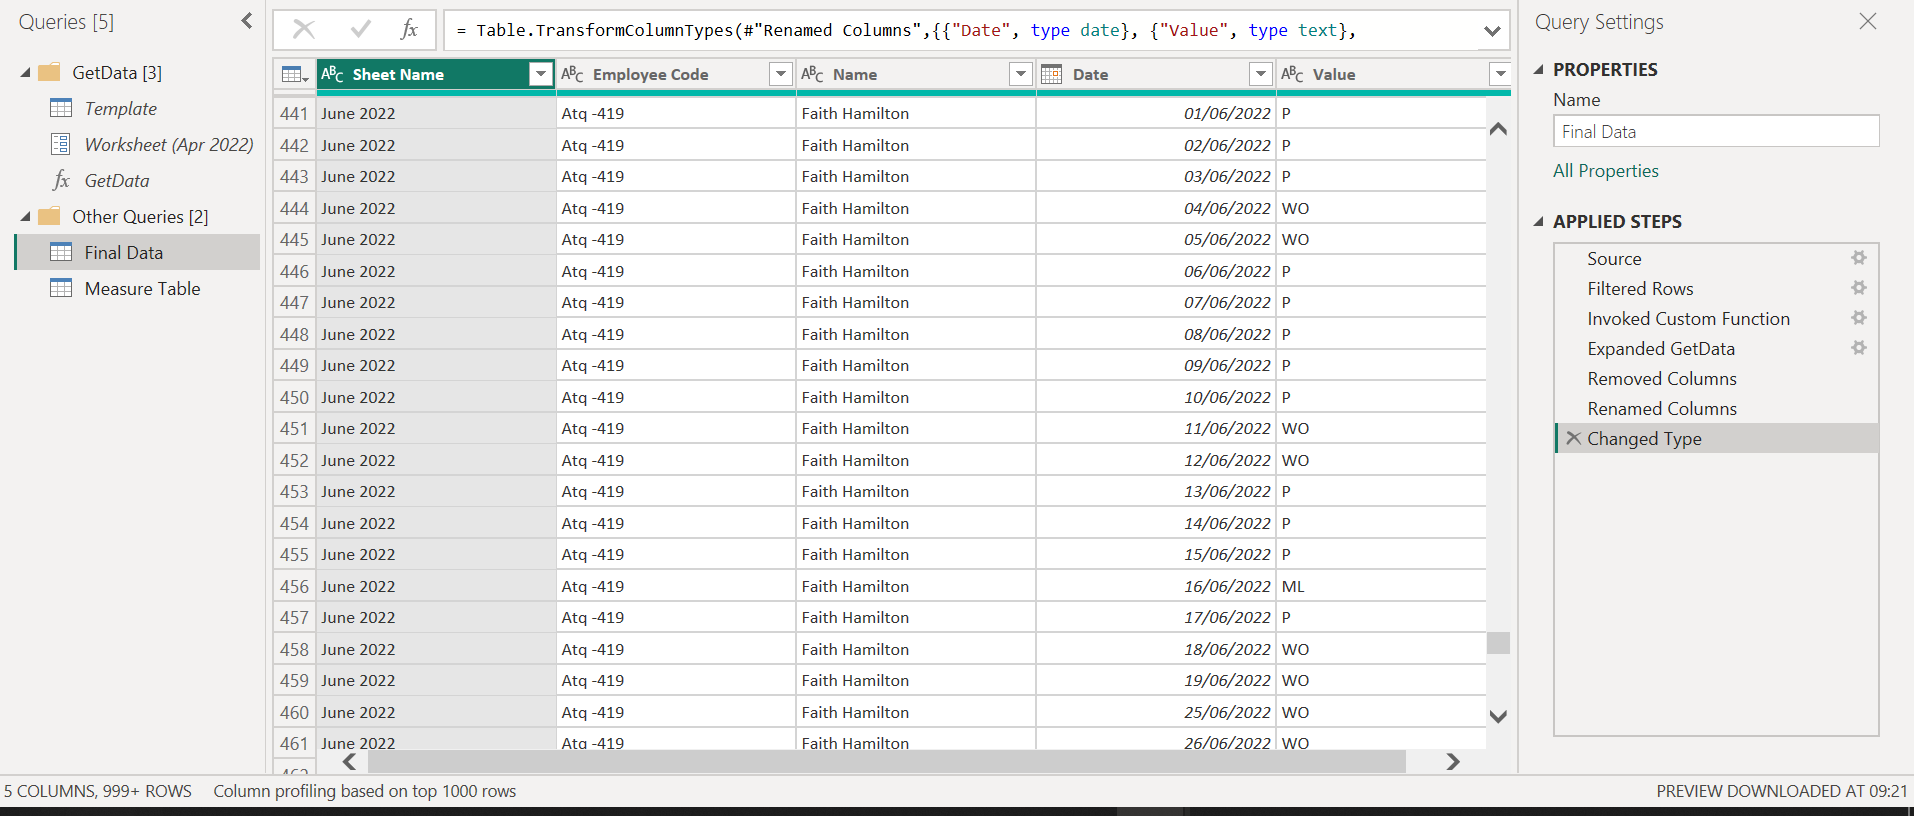 Queries [5]
GetData [3]
Template
Worksheet (Apr 2022)
fx GetData
Other Queries [2]
Final Data
Measure Table
fx
= Table.TransformColumnTypes(#"Renamed Columns",{{"Date", type date}, {"Value", type text},
ABC Sheet Name ABC Employee Code ABC Name Date ABC Value
441 June 2022 Atq -419 Faith Hamilton 01/06/2022 P
442 June 2022 Atq -419 Faith Hamilton 02/06/2022 P
443 June 2022 Atq -419 Faith Hamilton 03/06/2022 P
444 June 2022 Atq -419 Faith Hamilton 04/06/2022 WO
445 June 2022 Atq -419 Faith Hamilton 05/06/2022 WO
446 June 2022 Atq -419 Faith Hamilton 06/06/2022 P
447 June 2022 Atq -419 Faith Hamilton 07/06/2022 P
448 June 2022 Atq -419 Faith Hamilton 08/06/2022 P
449 June 2022 Atq -419 Faith Hamilton 09/06/2022 P
450 June 2022 Atq -419 Faith Hamilton 10/06/2022 P
451 June 2022 Atq -419 Faith Hamilton 11/06/2022 WO
452 June 2022 Atq -419 Faith Hamilton 12/06/2022 WO
453 June 2022 Atq -419 Faith Hamilton 13/06/2022 P
454 June 2022 Atq -419 Faith Hamilton 14/06/2022 P
455 June 2022 Atq -419 Faith Hamilton 15/06/2022 P
456 June 2022 Atq -419 Faith Hamilton 16/06/2022 ML
457 June 2022 Atq -419 Faith Hamilton 17/06/2022 P
458 June 2022 Atq -419 Faith Hamilton 18/06/2022 WO
459 June 2022 Atq -419 Faith Hamilton 19/06/2022 WO
460 June 2022 Atq -419 Faith Hamilton 25/06/2022 WO
461 June 2022 Atq -419 Faith Hamilton 26/06/2022 WO
Query Settings
PROPERTIES
Name
Final Data
All Properties
APPLIED STEPS
Source
Filtered Rows
Invoked Custom Function
Expanded GetData
Removed Columns
Renamed Columns
Changed Type
5 COLUMNS, 999+ ROWS Column profiling based on top 1000 rows
PREVIEW DOWNLOADED AT 09:21